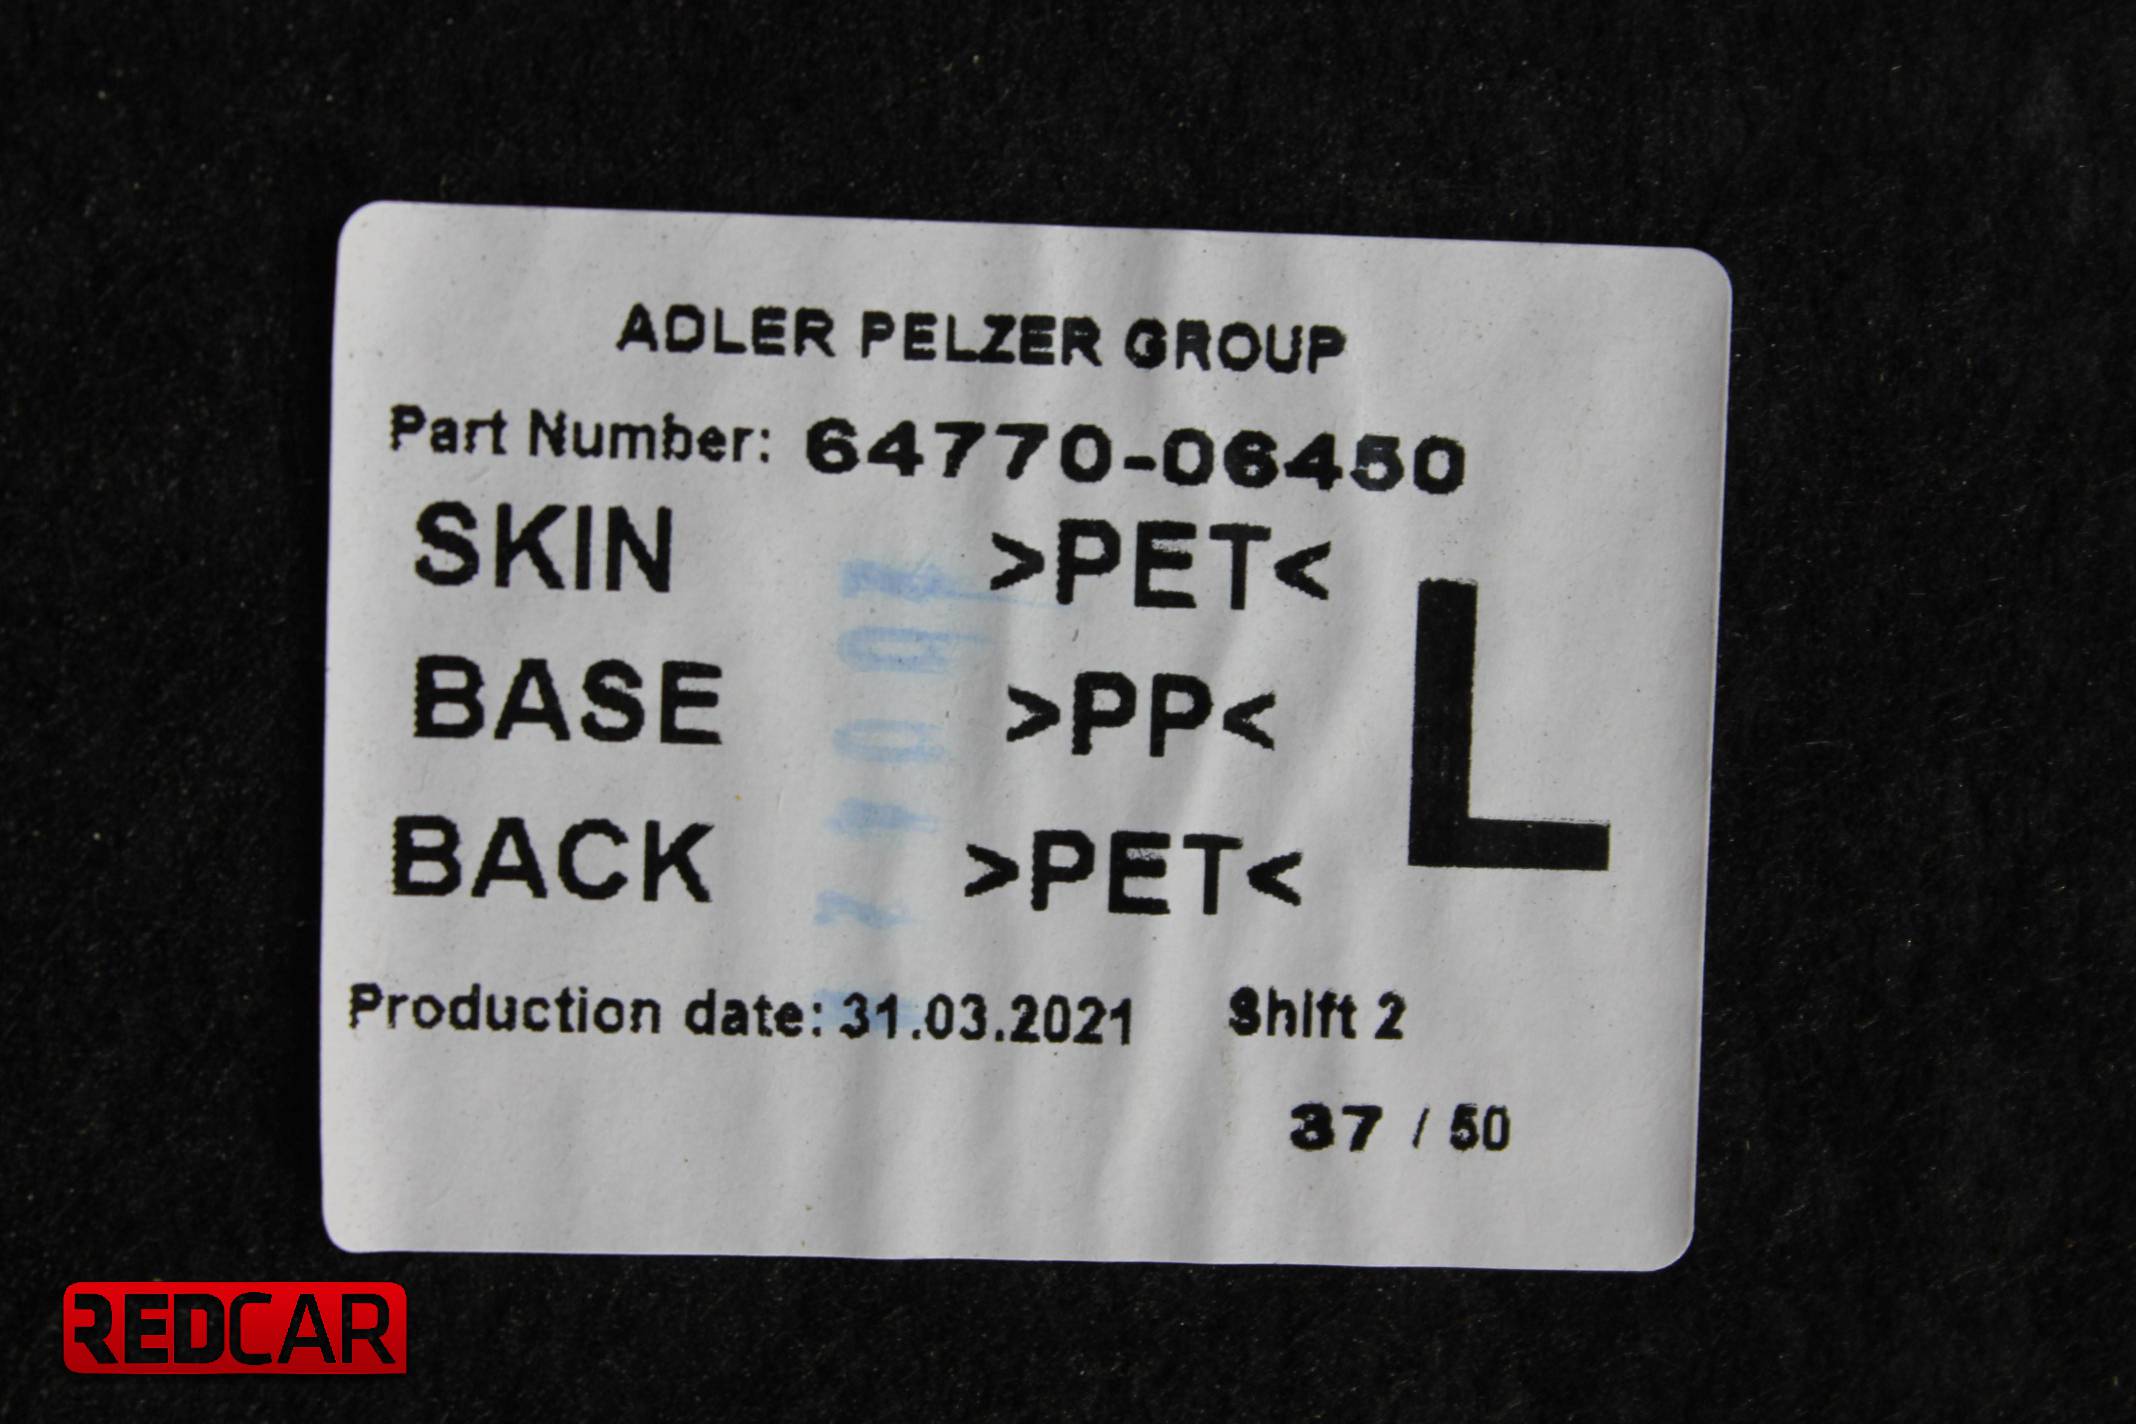 ADLER PELZER GROUP
Part Number: 64770-06450
SKIN >PET<
BASE >PP<
BACK >PET<
L
Production date: 31.03.2021 Shift 2
37 / 50
REDCAR